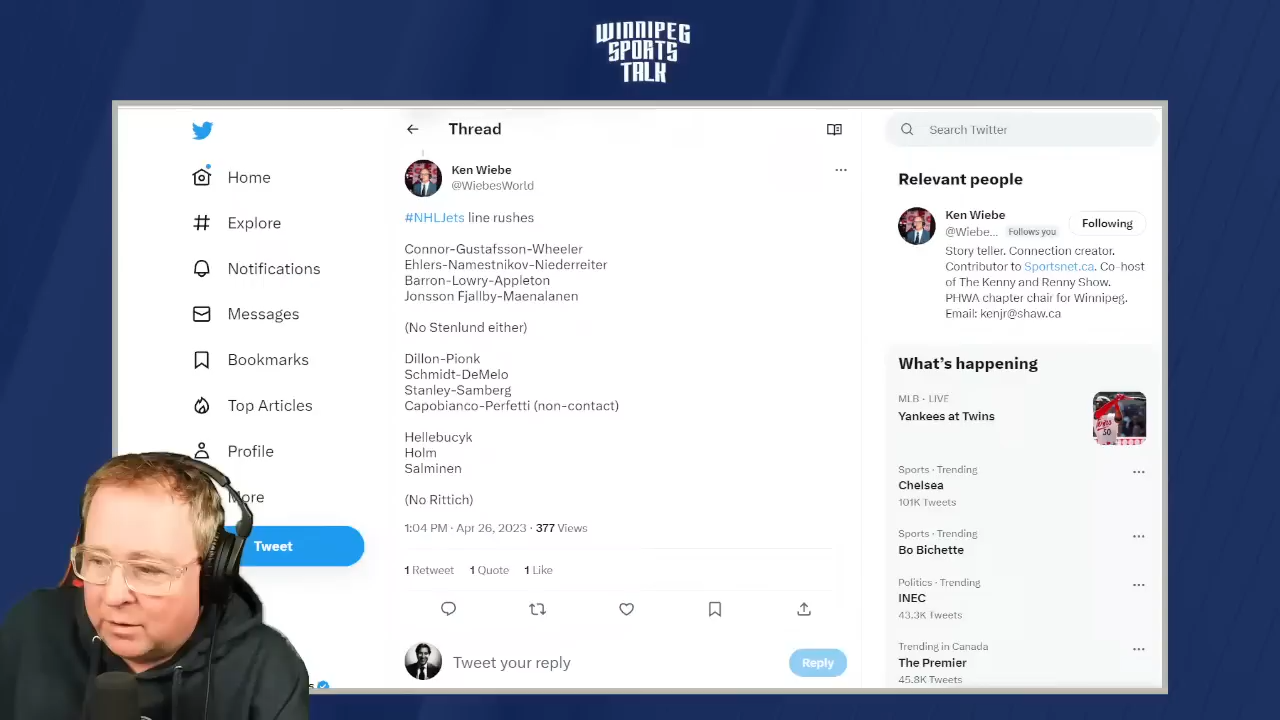 WINNIPEG
SPORTS
TALK
Thread
Search Twitter
Home
Explore
Notifications
Messages
Bookmarks
Top Articles
Profile
More
Tweet
Ken Wiebe
@WiebesWorld
#NHLJets line rushes
Connor-Gustafsson-Wheeler
Ehlers-Namestnikov-Niederreiter
Barron-Lowry-Appleton
Jonsson Fjallby-Maenalanen
(No Stenlund either)
Dillon-Pionk
Schmidt-DeMelo
Stanley-Samberg
Capobianco-Perfetti (non-contact)
Hellebucyk
Holm
Salminen
(No Rittich)
1:04 PM · Apr 26, 2023 · 377 Views
1 Retweet 1 Quote 1 Like
Tweet your reply
Reply
Relevant people
Ken Wiebe
@Wiebe... Follows you
Following
Story teller. Connection creator.
Contributor to Sportsnet.ca. Co-host
of The Kenny and Renny Show.
PHWA chapter chair for Winnipeg.
Email: kenjr@shaw.ca
What's happening
MLB · LIVE
Yankees at Twins
50
Sports · Trending
Chelsea
101K Tweets
Sports · Trending
Bo Bichette
Politics · Trending
INEC
43.3K Tweets
Trending in Canada
The Premier
45.8K Tweets